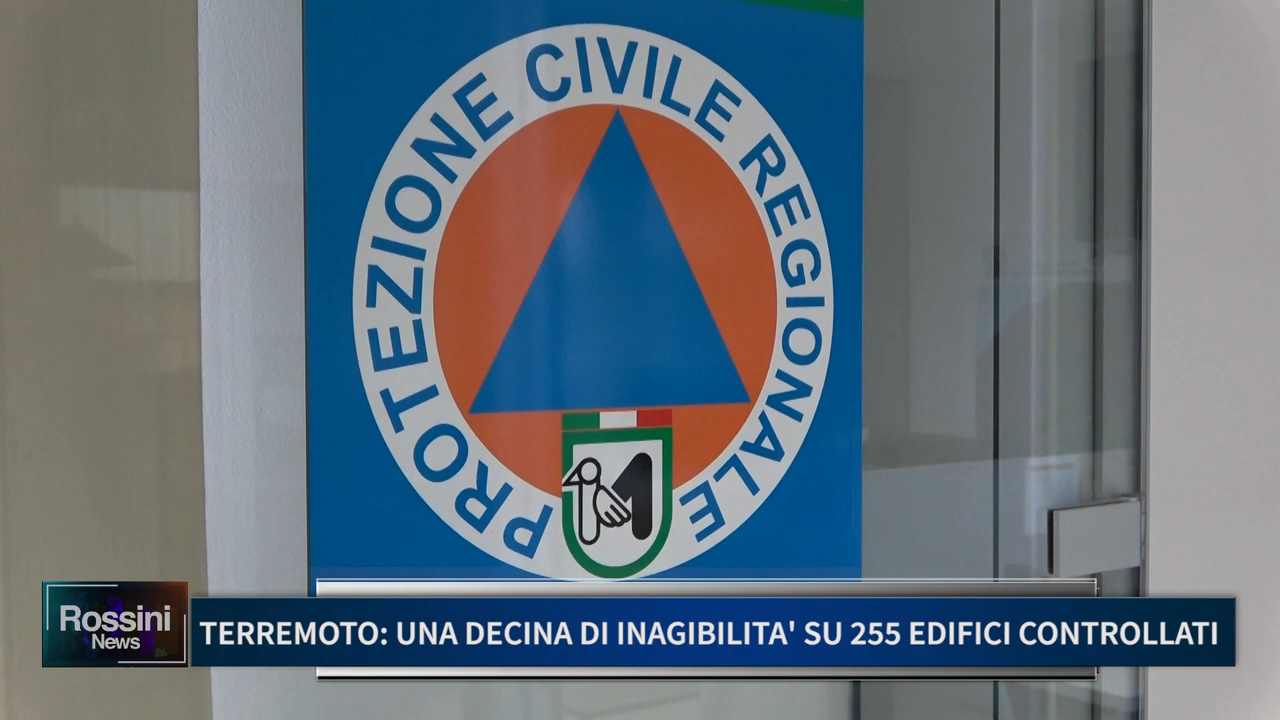 PROTEZIONE CIVILE REGIONALE
Rossini
News
TERREMOTO: UNA DECINA DI INAGIBILITA' SU 255 EDIFICI CONTROLLATI